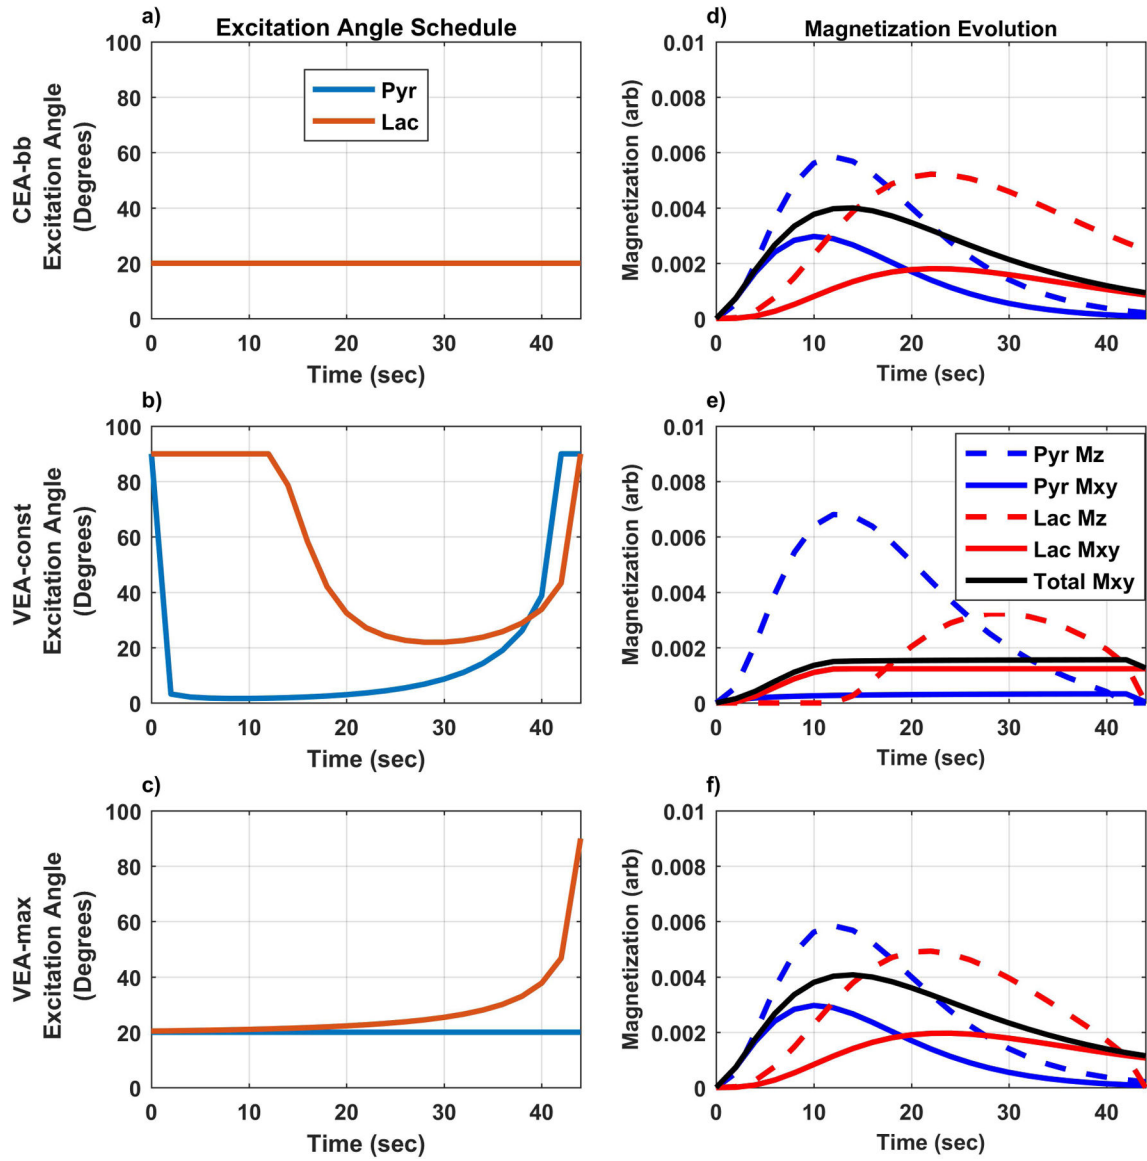 a)
Excitation Angle Schedule
CEA-bb
Excitation Angle
(Degrees)
100
80
60
40
20
0
Pyr
Lac
0 10 20 30 40
Time (sec)
d)
Magnetization Evolution
Magnetization (arb)
0.01
0.008
0.006
0.004
0.002
0
0 10 20 30 40
Time (sec)
b)
VEA-const
Excitation Angle
(Degrees)
100
80
60
40
20
0
0 10 20 30 40
Time (sec)
e)
Magnetization (arb)
0.01
0.008
0.006
0.004
0.002
0
Pyr Mz
Pyr Mxy
Lac Mz
Lac Mxy
Total Mxy
0 10 20 30 40
Time (sec)
c)
VEA-max
Excitation Angle
(Degrees)
100
80
60
40
20
0
0 10 20 30 40
Time (sec)
f)
Magnetization (arb)
0.01
0.008
0.006
0.004
0.002
0
0 10 20 30 40
Time (sec)